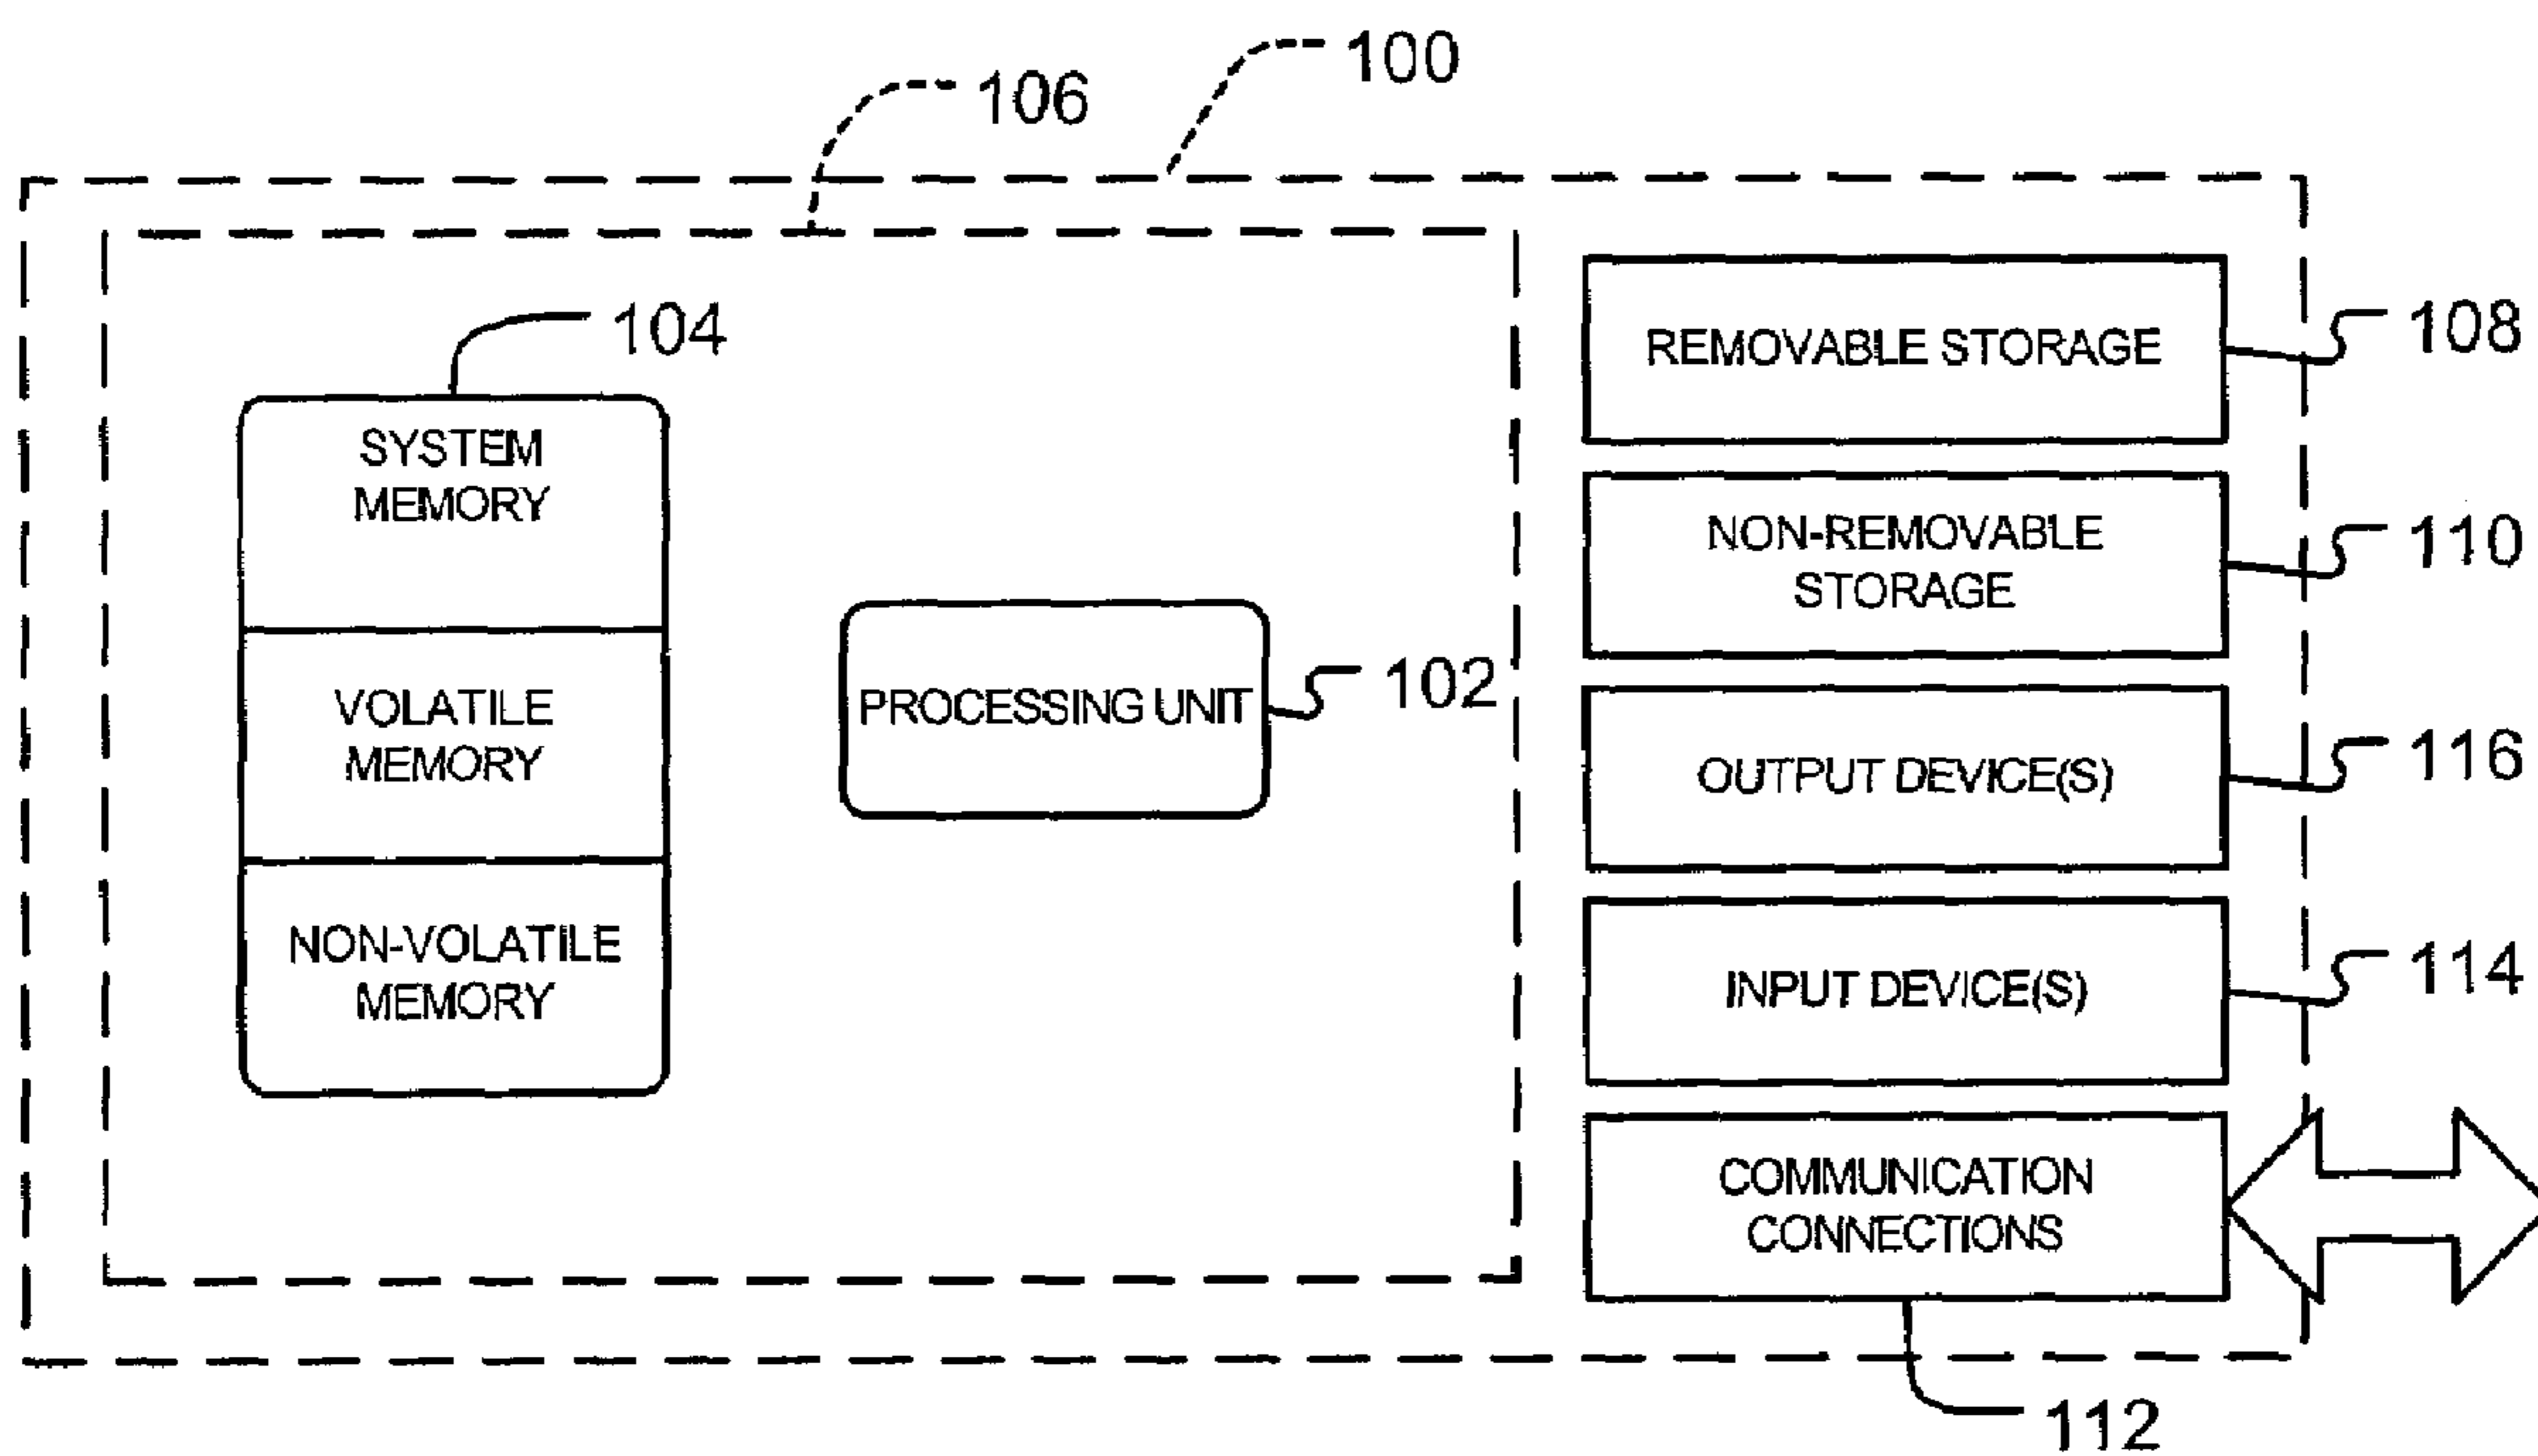 100
106
104
SYSTEM
MEMORY
VOLATILE
MEMORY
NON-VOLATILE
MEMORY
PROCESSING UNIT
102
REMOVABLE STORAGE
108
NON-REMOVABLE
STORAGE
110
OUTPUT DEVICE(S)
116
INPUT DEVICE(S)
114
COMMUNICATION
CONNECTIONS
112